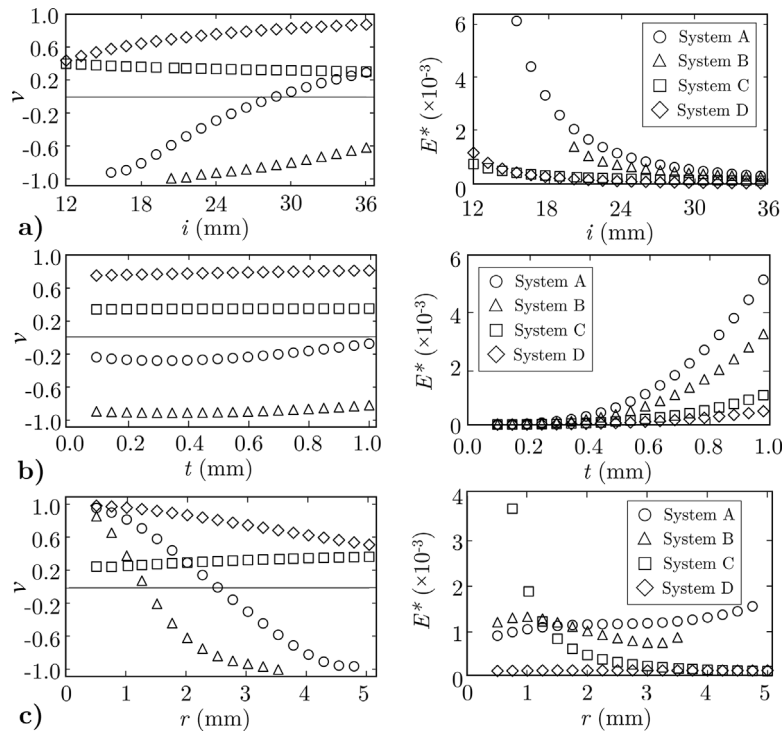 1.0
0.6
0.2
-0.2
-0.6
-1.0
ν
12 18 24 30 36
i (mm)
a)
6
4
2
0
E* (×10-3)
System A
System B
System C
System D
12 18 24 30 36
i (mm)
1.0
0.6
0.2
-0.2
-0.6
-1.0
ν
0.0 0.2 0.4 0.6 0.8 1.0
t (mm)
b)
6
4
2
0
E* (×10-3)
System A
System B
System C
System D
0.0 0.2 0.4 0.6 0.8 1.0
t (mm)
1.0
0.6
0.2
-0.2
-0.6
-1.0
ν
0 1 2 3 4 5
r (mm)
c)
4
3
2
1
0
E* (×10-3)
System A
System B
System C
System D
0 1 2 3 4 5
r (mm)